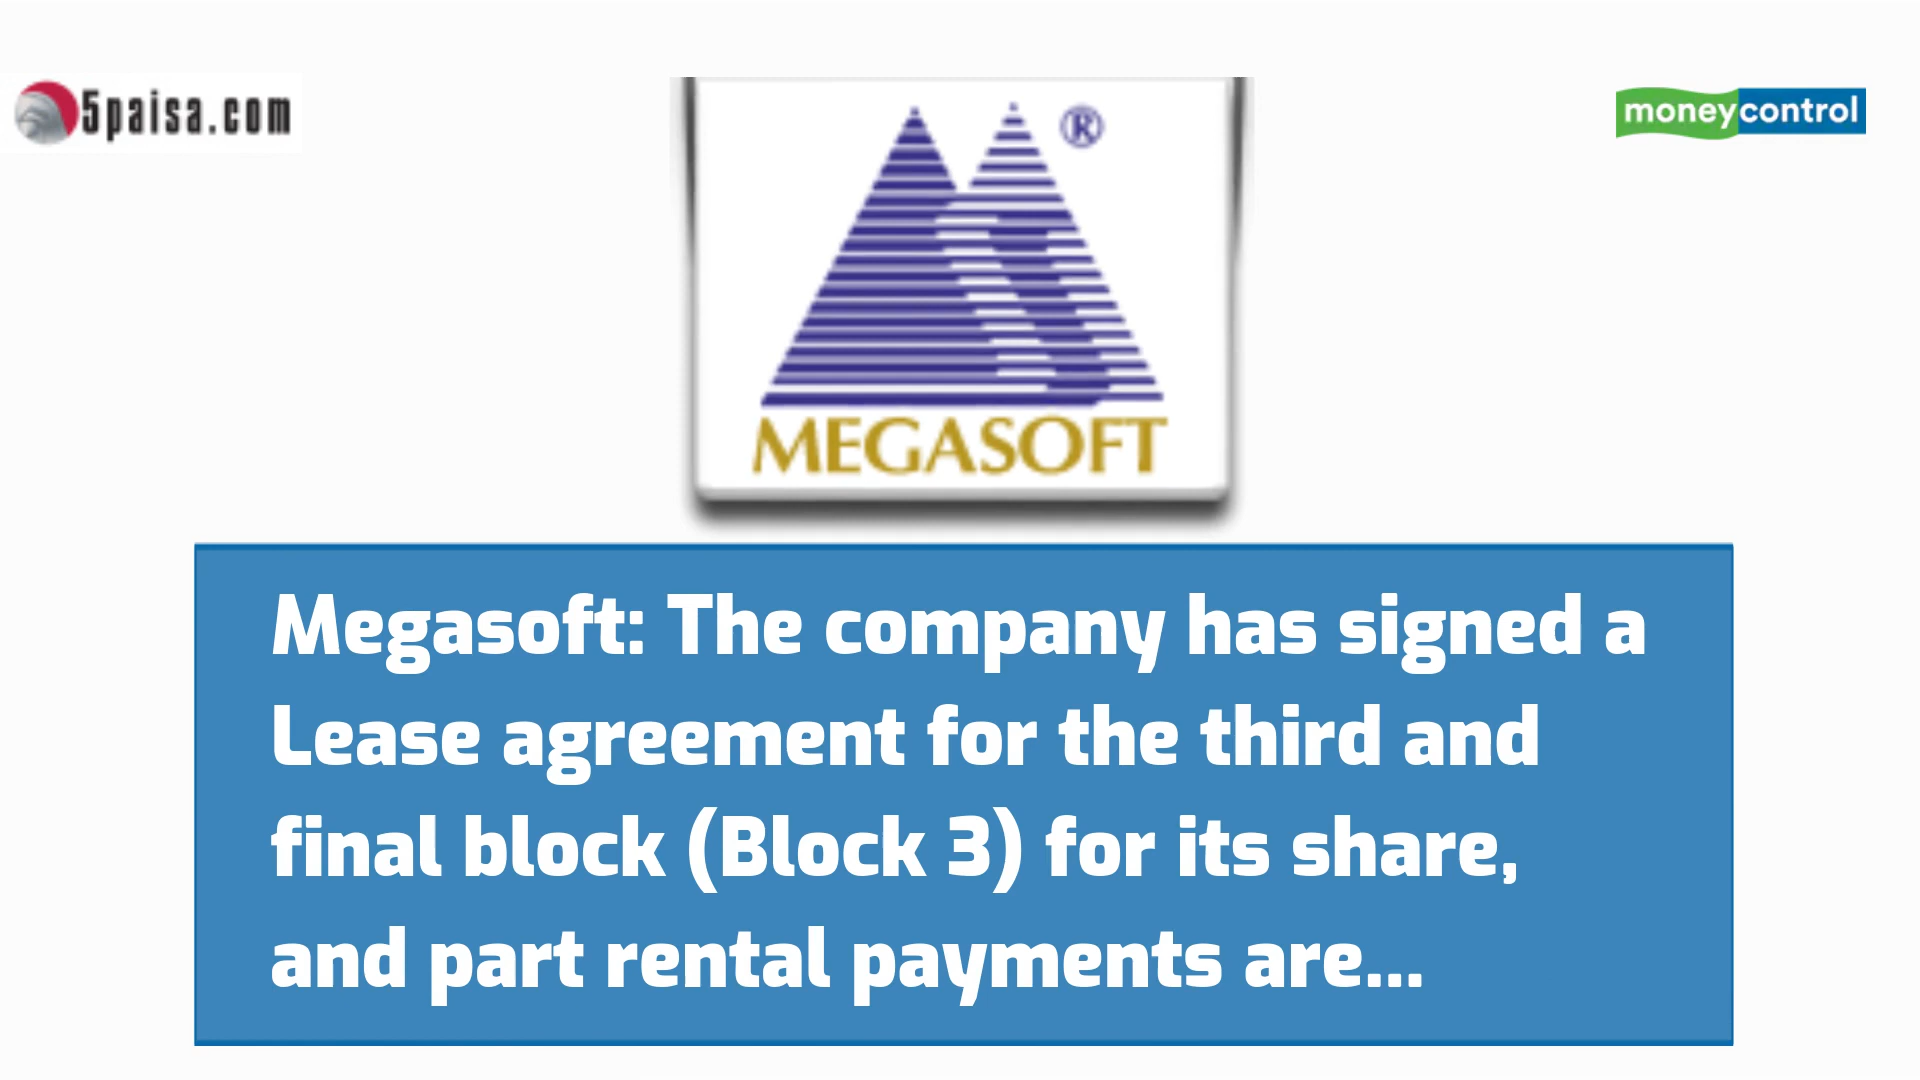 5paisa.com
moneycontrol
®
MEGASOFT
Megasoft: The company has signed a
Lease agreement for the third and
final block (Block 3) for its share,
and part rental payments are...